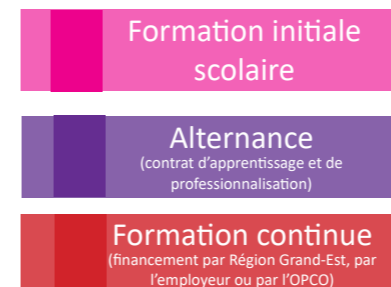 Formation initiale
scolaire
Alternance
(contrat d'apprentissage et de
professionnalisation)
Formation continue
(financement par Région Grand-Est, par
l'employeur ou par l'OPCO)